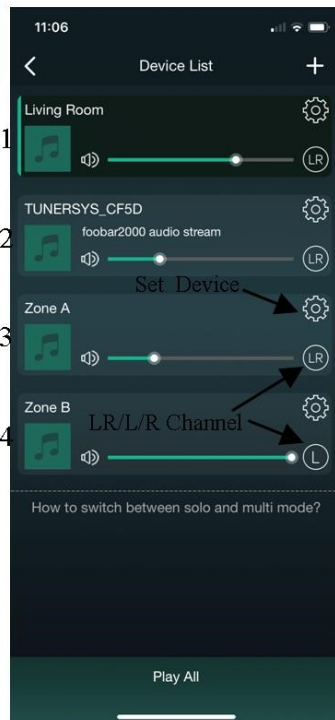 11:06
Device List
Living Room
1
LR
TUNERSYS_CF5D
foobar2000 audio stream
2
LR
Set Device
Zone A
3
LR
Zone B
LR/L/R Channel
4
L
How to switch between solo and multi mode?
Play All